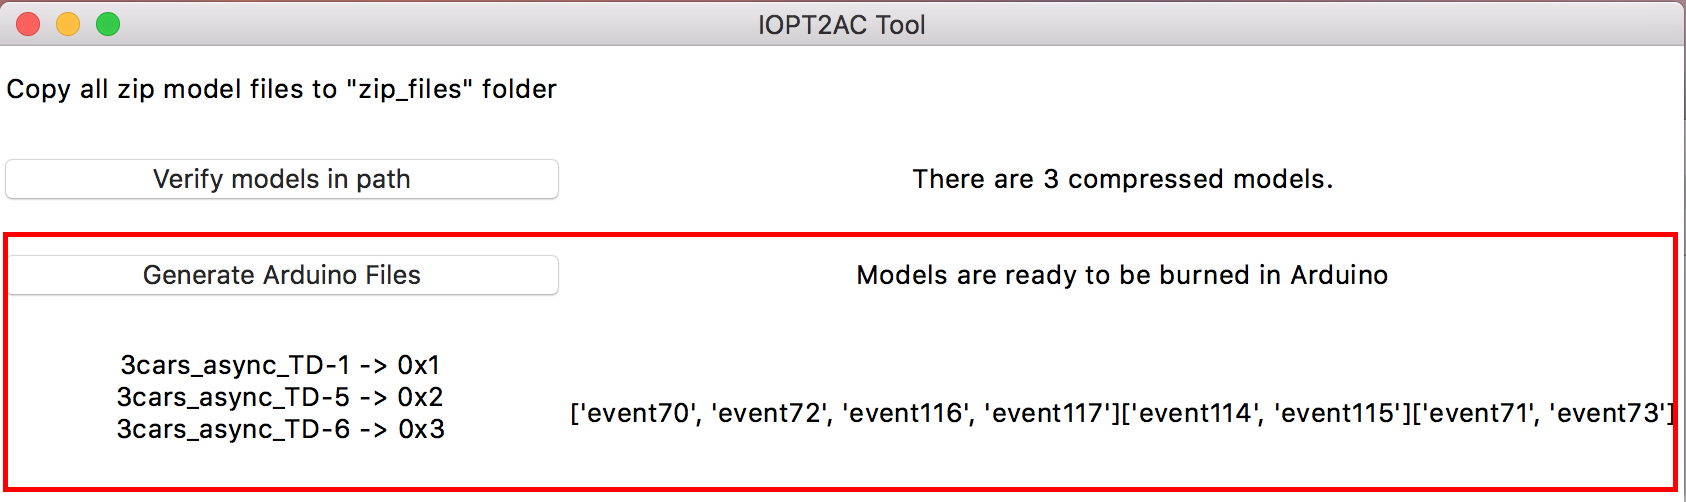 IOPT2AC Tool
Copy all zip model files to "zip_files" folder
Verify models in path
There are 3 compressed models.
Generate Arduino Files
Models are ready to be burned in Arduino
3cars_async_TD-1 -> 0x1
3cars_async_TD-5 -> 0x2
3cars_async_TD-6 -> 0x3
['event70', 'event72', 'event116', 'event117']['event114', 'event115']['event71', 'event73']